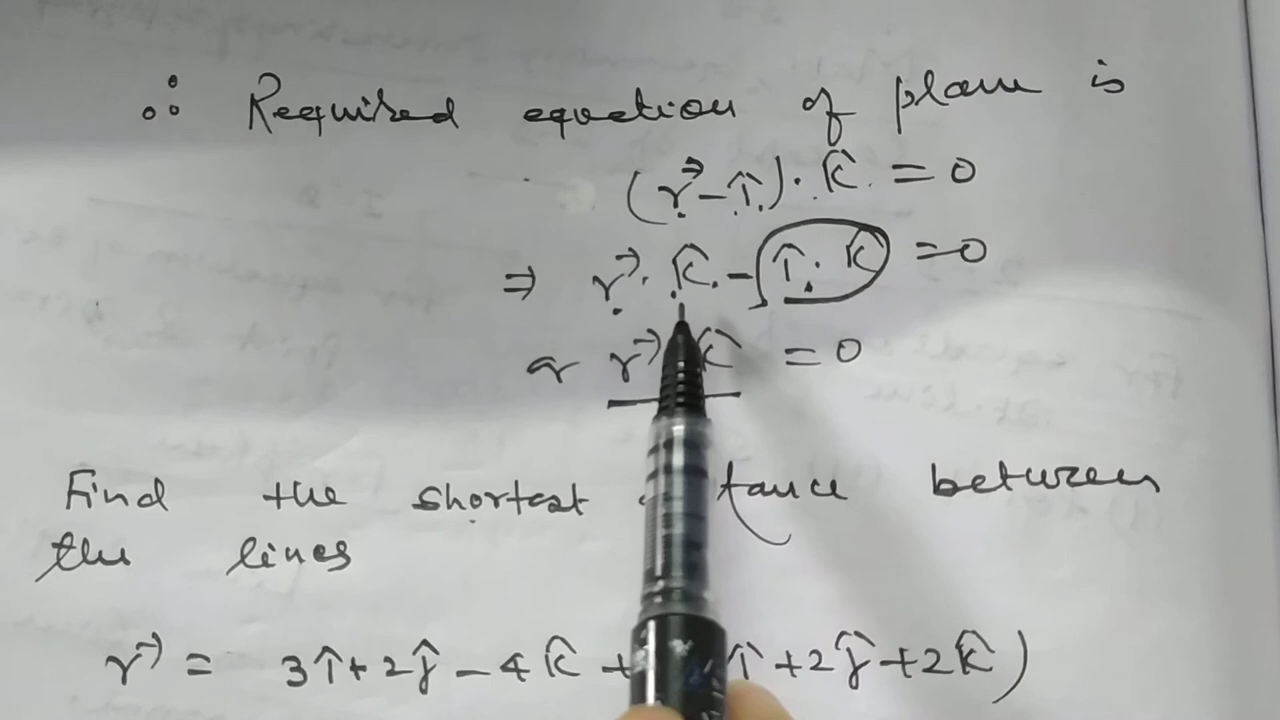 ∴ Required equation of plane is
(r⃗ - î) · k̂ = 0
⇒ r⃗ · k̂ - î · k̂ = 0
or r⃗ k̂ = 0
Find the shortest between
the lines
r⃗ = 3î + 2ĵ - 4k̂ + î + 2ĵ + 2k̂)